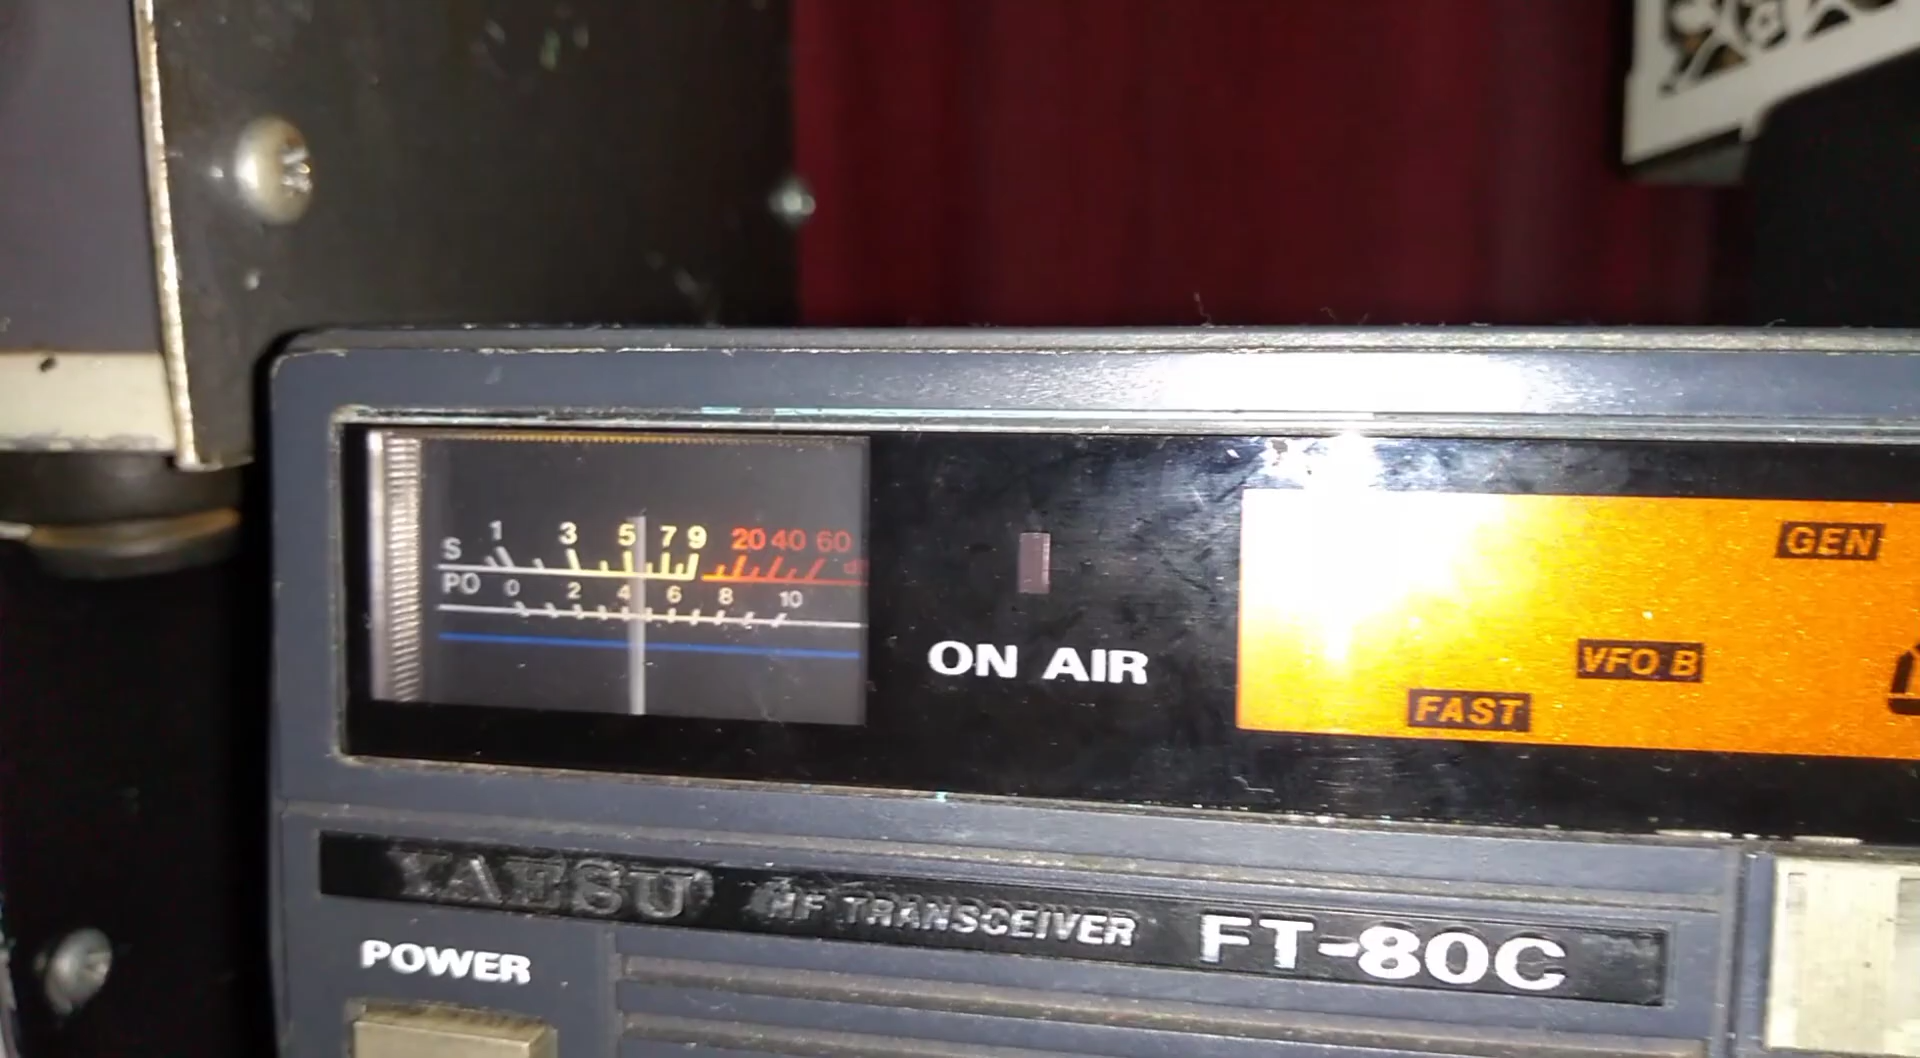 S 1 3 5 7 9 20 40 60
PO 0 2 4 6 8 10
ON AIR
GEN
VFO B
FAST
YAESU HF TRANSCEIVER FT-80C
POWER